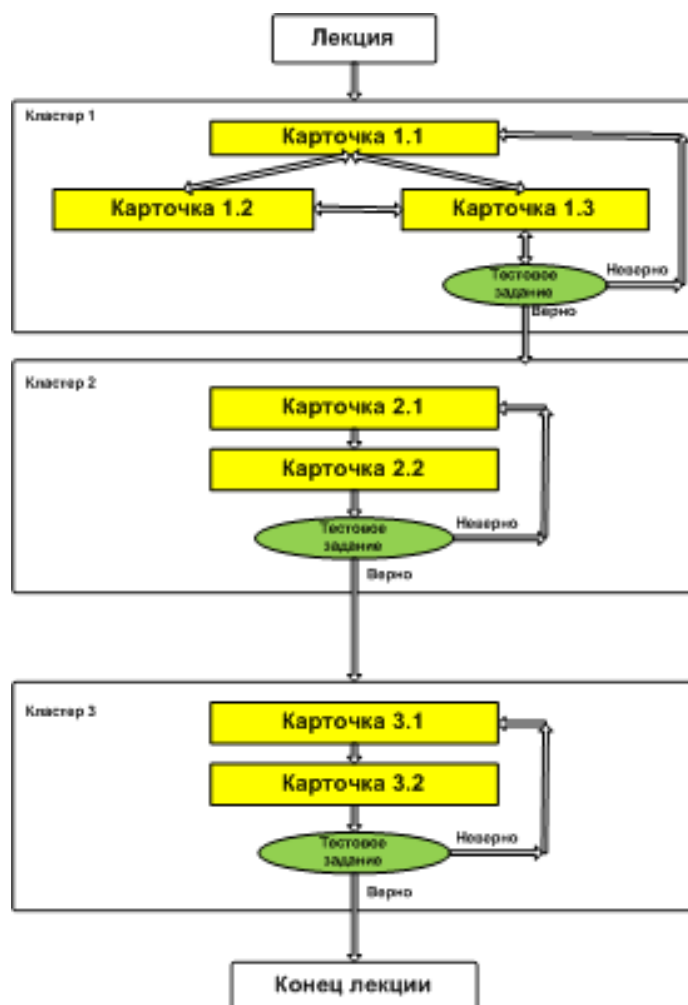 Лекция
Кластер 1
Карточка 1.1
Карточка 1.2
Карточка 1.3
Тестовое
задание
Неверно
Верно
Кластер 2
Карточка 2.1
Карточка 2.2
Тестовое
задание
Неверно
Верно
Кластер 3
Карточка 3.1
Карточка 3.2
Тестовое
задание
Неверно
Верно
Конец лекции